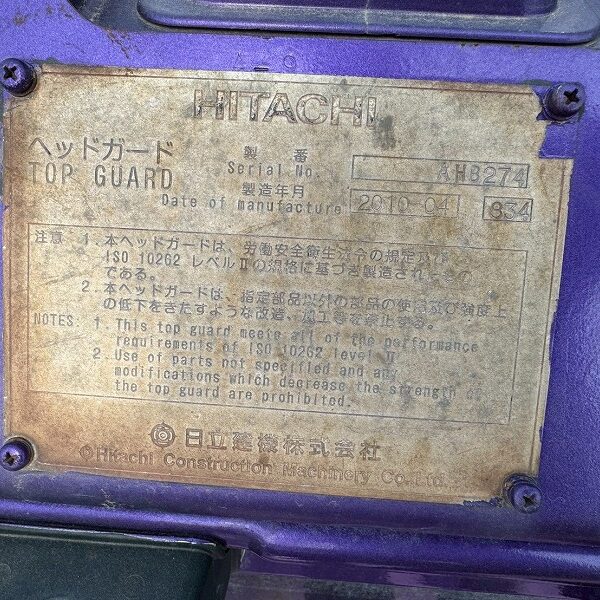 HITACHI
ヘッドガード
TOP GUARD
製 番
Serial No.
AHB274
製造年月
Date of manufacture
2010-04
834
注意: 1. 本ヘッドガードは、労働安全衛生法令の規定及び
ISO 10262 レベルⅡの規格に基づき製造されたもの
である。
2. 本ヘッドガードは、指定部品以外の部品の使用及び強度上
の低下をきたすような改造、加工等を禁止する。
NOTES: 1. This top guard meets all of the performance
requirements of ISO 10262 level Ⅱ
2. Use of parts not specified and any
modifications which decrease the strength of
the top guard are prohibited.
日立建機株式会社
©Hitachi Construction Machinery Co., Ltd.